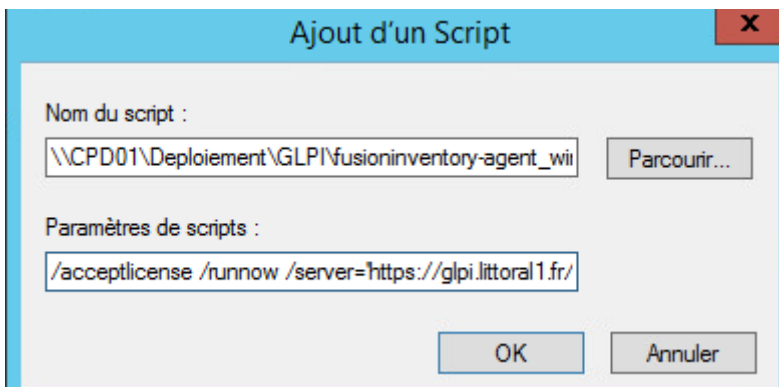 Ajout d'un Script
x
Nom du script :
\\CPD01\Deploiement\GLPI\fusioninventory-agent_wi
Parcourir...
Paramètres de scripts :
/acceptlicense /runnow /server='https://glpi.littoral1.fr/
OK
Annuler